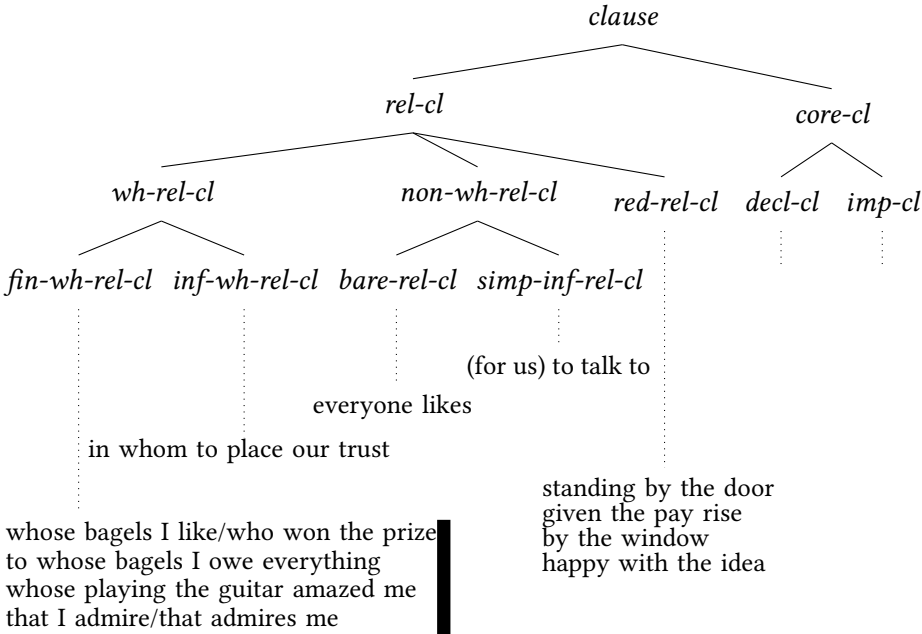 clause
rel-cl
core-cl
wh-rel-cl
non-wh-rel-cl
red-rel-cl
decl-cl
imp-cl
fin-wh-rel-cl
inf-wh-rel-cl
bare-rel-cl
simp-inf-rel-cl
(for us) to talk to
everyone likes
in whom to place our trust
standing by the door
given the pay rise
by the window
happy with the idea
whose bagels I like/who won the prize
to whose bagels I owe everything
whose playing the guitar amazed me
that I admire/that admires me